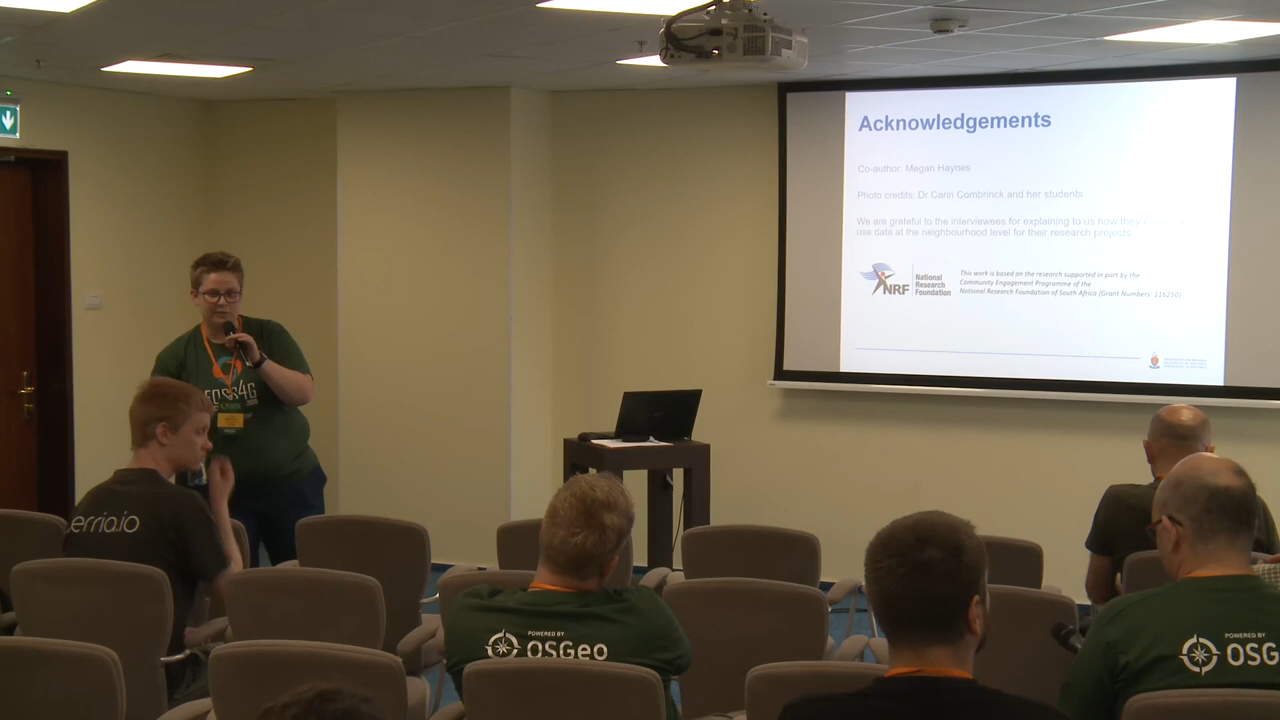 Acknowledgements
Co-author: Megan Haynes
Photo credits: Dr Carin Combrinck and her students
We are grateful to the interviewees for explaining to us how they
use data at the neighbourhood level for their research projects
NRF
National
Research
Foundation
This work is based on the research supported in part by the
Community Engagement Programme of the
National Research Foundation of South Africa (Grant Numbers: 116250)
FOSS4G
erria.io
POWERED BY
OSGeo
POWERED BY
OSG